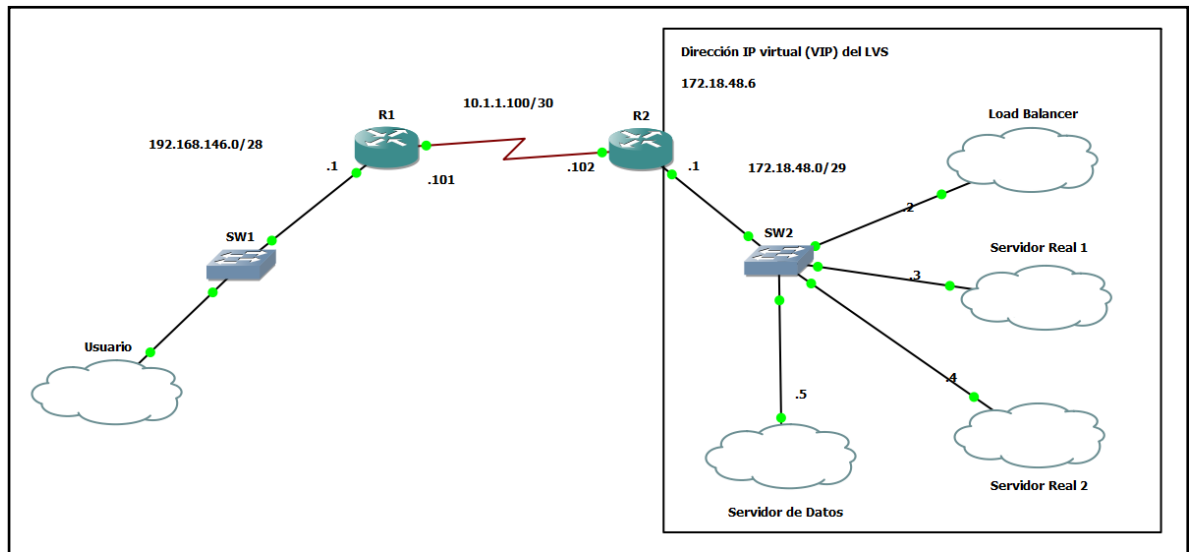 Dirección IP virtual (VIP) del LVS
172.18.48.6
10.1.1.100/30
R1
R2
Load Balancer
192.168.146.0/28
.1
.101
.102
.1
172.18.48.0/29
.2
SW1
SW2
Servidor Real 1
.3
Usuario
.4
.5
Servidor Real 2
Servidor de Datos